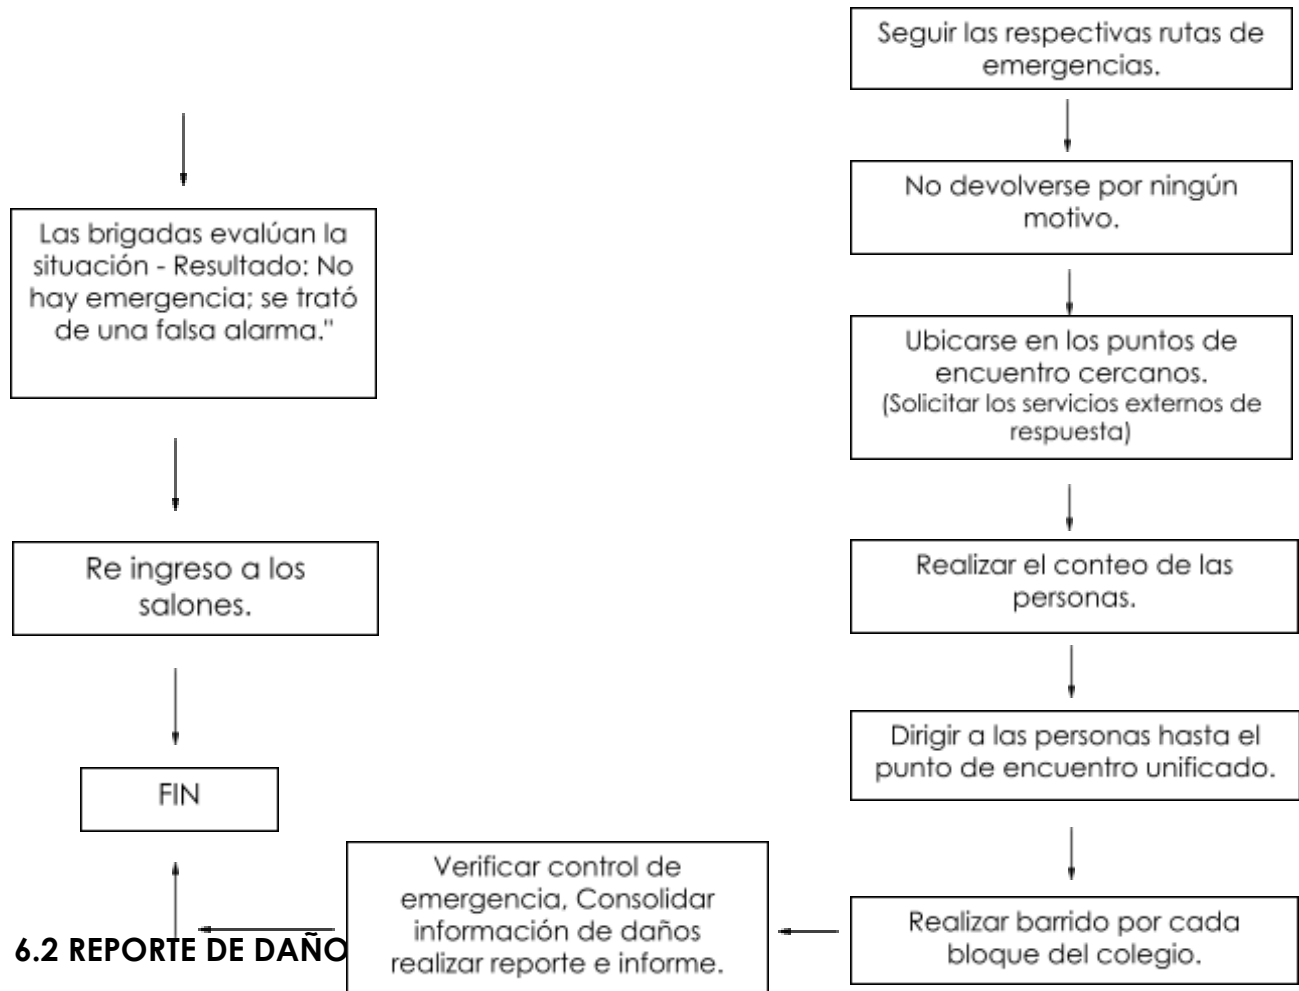 Seguir las respectivas rutas de
emergencias.
No devolverse por ningún
motivo.
Las brigadas evalúan la
situación - Resultado: No
hay emergencia; se trató
de una falsa alarma."
Ubicarse en los puntos de
encuentro cercanos.
(Solicitar los servicios externos de
respuesta)
Re ingreso a los
salones.
Realizar el conteo de las
personas.
Dirigir a las personas hasta el
punto de encuentro unificado.
FIN
Verificar control de
emergencia, Consolidar
información de daños
realizar reporte e informe.
Realizar barrido por cada
bloque del colegio.
6.2 REPORTE DE DAÑO